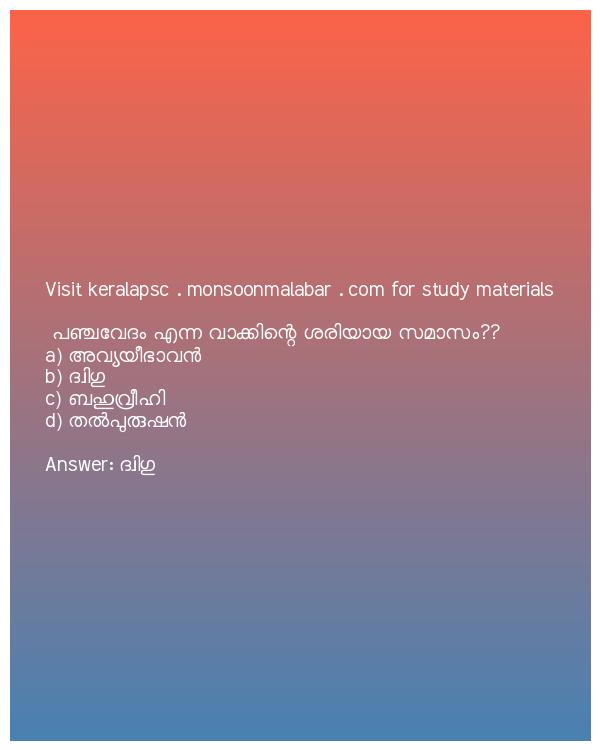 Visit keralapsc . monsoonmalabar . com for study materials
പഞ്ചവേദം എന്ന വാക്കിന്റെ ശരിയായ സമാസം??
a) അവ്യയീഭാവൻ
b) ദ്വിഗു
c) ബഹുവ്രീഹി
d) തൽപുരുഷൻ
Answer: ദ്വിഗു